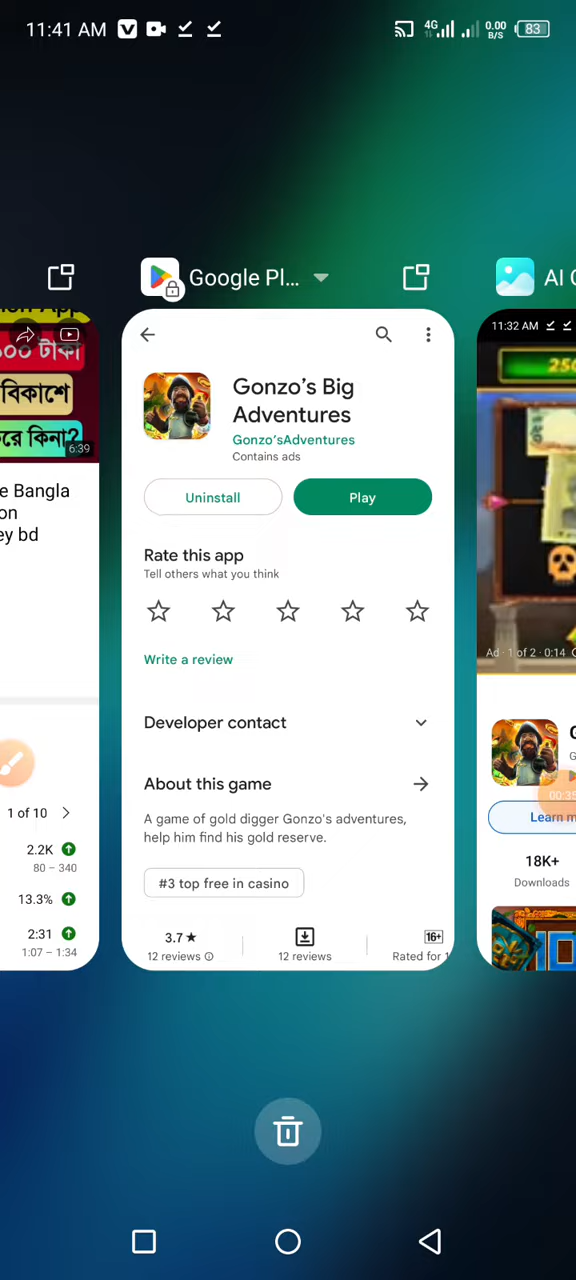 11:41 AM
4G
0.00
B/S
83
Google Pl...
AI
১০০ টাকা
বিকাশে
রে কিনা?
6:39
e Bangla
on
ey bd
1 of 10
2.2K
80 – 340
13.3%
2:31
1:07 – 1:34
Gonzo's Big
Adventures
Gonzo'sAdventures
Contains ads
Uninstall
Play
Rate this app
Tell others what you think
Write a review
Developer contact
About this game
A game of gold digger Gonzo's adventures,
help him find his gold reserve.
#3 top free in casino
3.7★
12 reviews
12 reviews
16+
Rated for
11:32 AM
250
Ad · 1 of 2 · 0:14
00:35
Learn m
18K+
Downloads